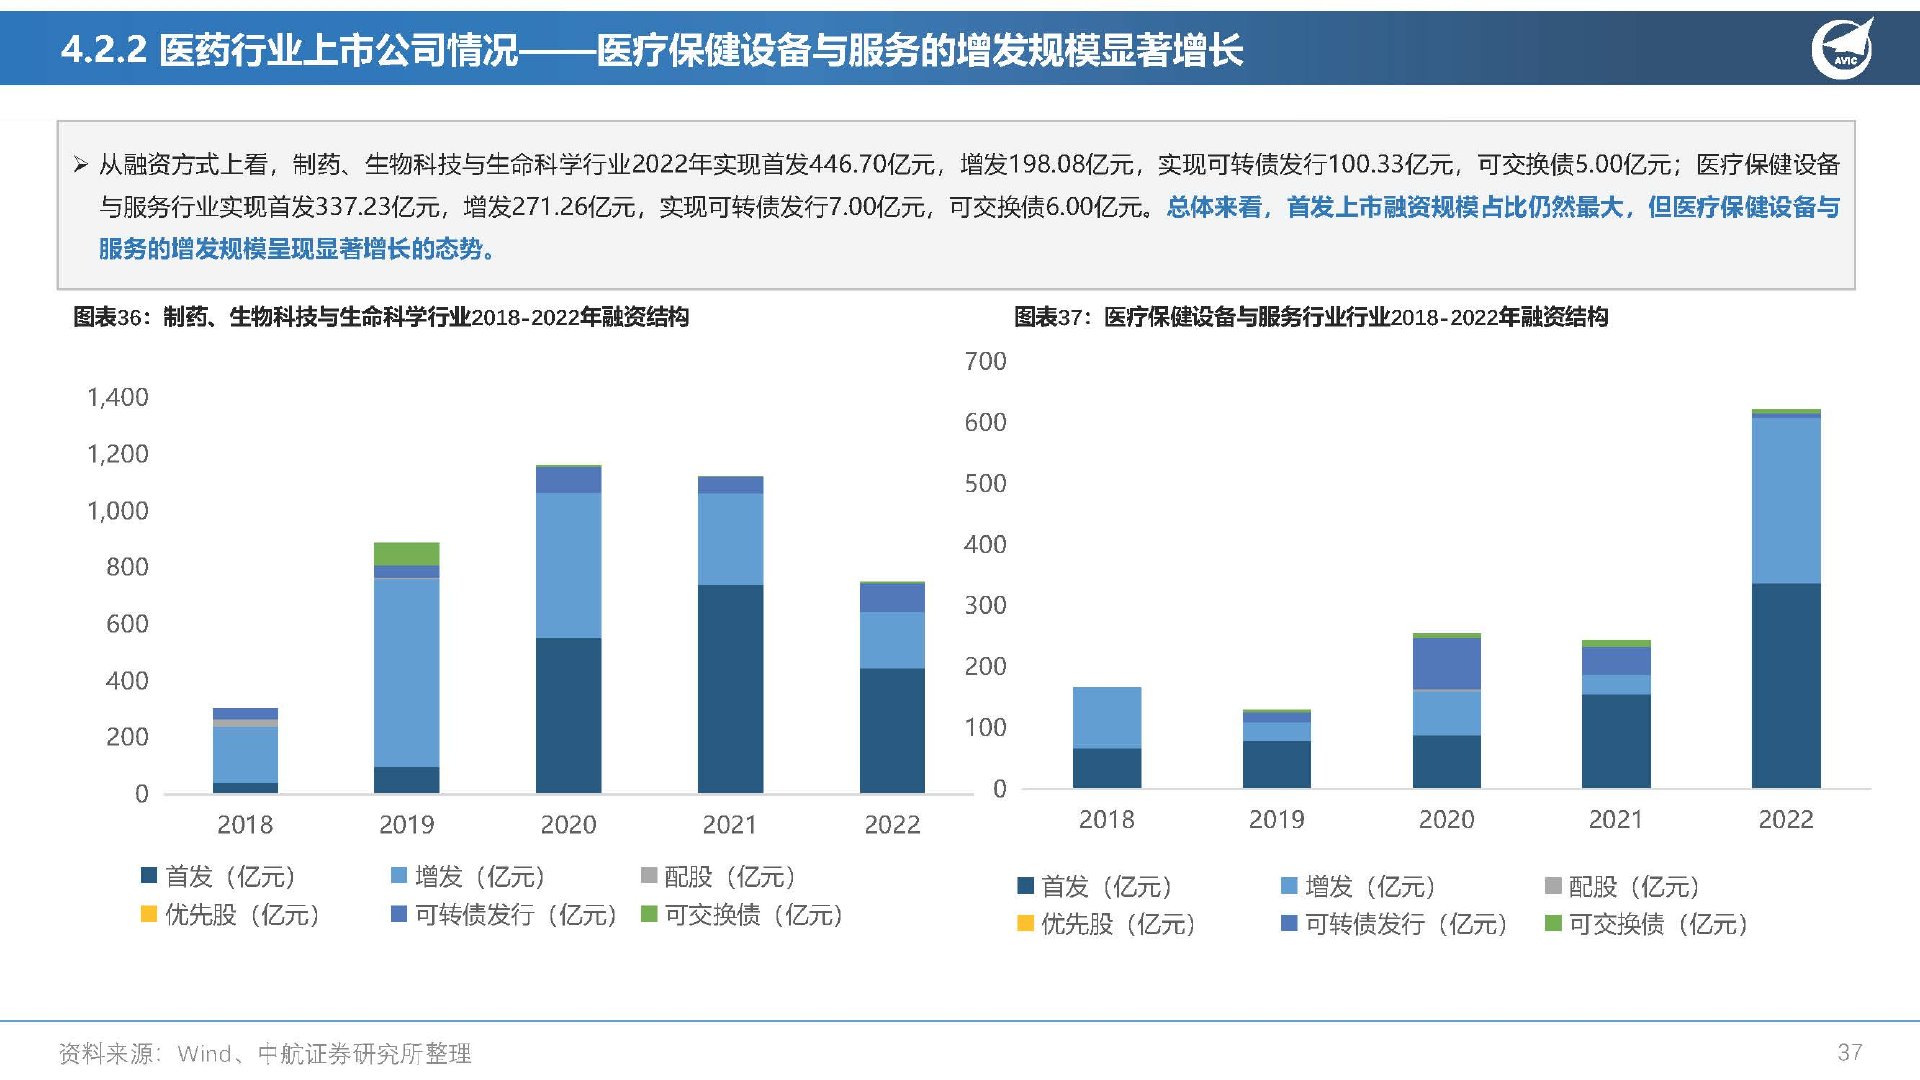 4.2.2 医药行业上市公司情况——医疗保健设备与服务的增发规模显著增长
AVIC
➢ 从融资方式上看，制药、生物科技与生命科学行业2022年实现首发446.70亿元，增发198.08亿元，实现可转债发行100.33亿元，可交换债5.00亿元；医疗保健设备
与服务行业实现首发337.23亿元，增发271.26亿元，实现可转债发行7.00亿元，可交换债6.00亿元。总体来看，首发上市融资规模占比仍然最大，但医疗保健设备与
服务的增发规模呈现显著增长的态势。
图表36：制药、生物科技与生命科学行业2018-2022年融资结构
1,400
1,200
1,000
800
600
400
200
0
2018 2019 2020 2021 2022
首发（亿元） 增发（亿元） 配股（亿元）
优先股（亿元） 可转债发行（亿元） 可交换债（亿元）
图表37：医疗保健设备与服务行业行业2018-2022年融资结构
700
600
500
400
300
200
100
0
2018 2019 2020 2021 2022
首发（亿元） 增发（亿元） 配股（亿元）
优先股（亿元） 可转债发行（亿元） 可交换债（亿元）
资料来源：Wind、中航证券研究所整理
37